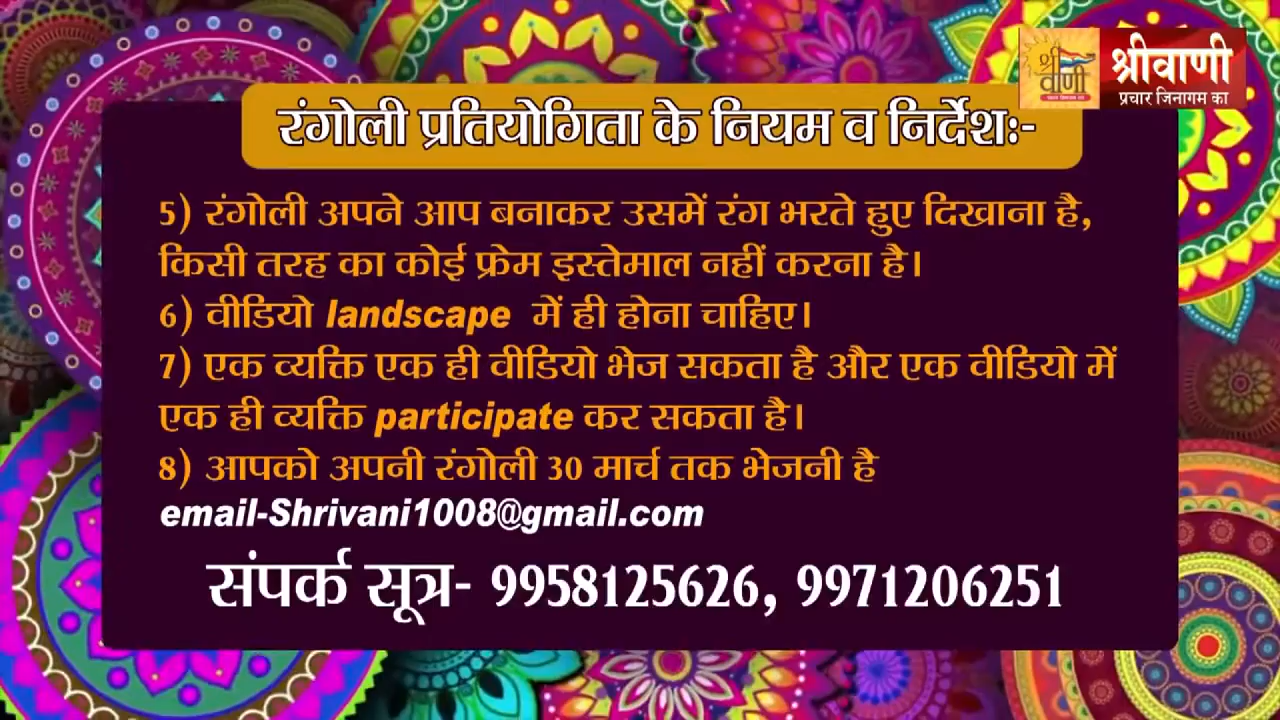 श्री
वाणी
श्रीवाणी
प्रचार जिनागम का
रंगोली प्रतियोगिता के नियम व निर्देशः-
5) रंगोली अपने आप बनाकर उसमें रंग भरते हुए दिखाना है,
किसी तरह का कोई फ्रेम इस्तेमाल नहीं करना है।
6) वीडियो landscape में ही होना चाहिए।
7) एक व्यक्ति एक ही वीडियो भेज सकता है और एक वीडियो में
एक ही व्यक्ति participate कर सकता है।
8) आपको अपनी रंगोली 30 मार्च तक भेजनी है
email-Shrivani1008@gmail.com
संपर्क सूत्र- 9958125626, 9971206251